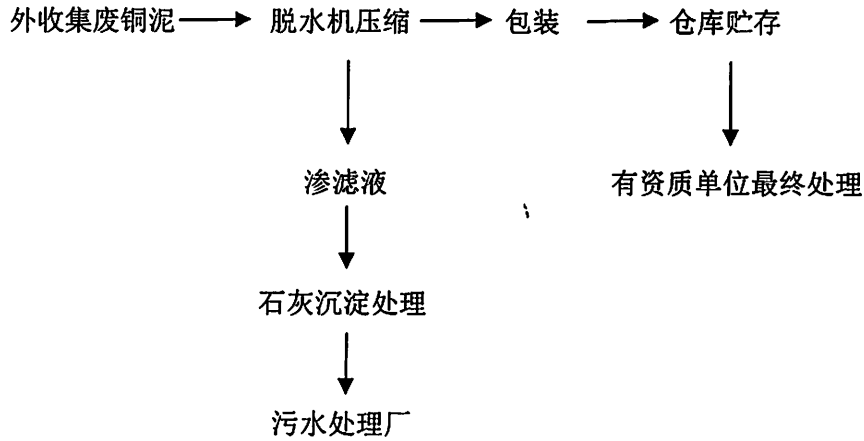 外收集废铜泥 脱水机压缩 包装 仓库贮存
渗滤液 有资质单位最终处理
石灰沉淀处理
污水处理厂